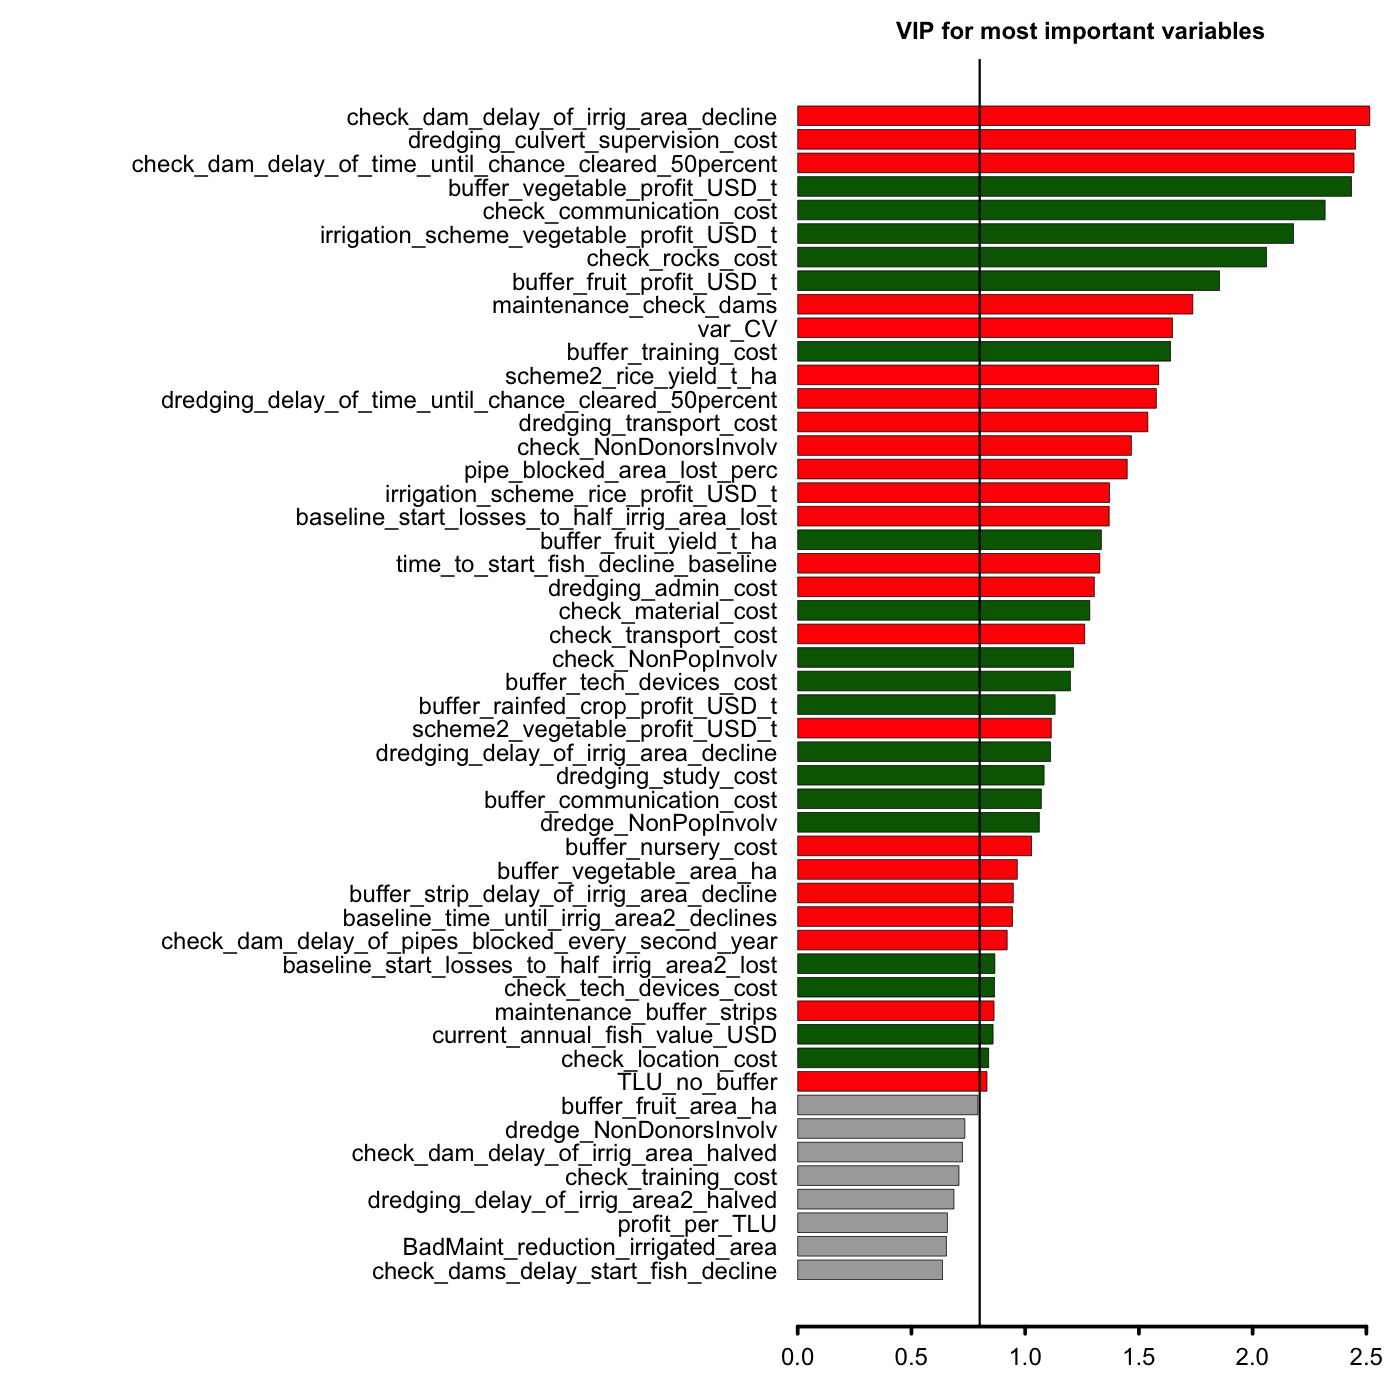 VIP for most important variables
check_dam_delay_of_irrig_area_decline
dredging_culvert_supervision_cost
check_dam_delay_of_time_until_chance_cleared_50percent
buffer_vegetable_profit_USD_t
check_communication_cost
irrigation_scheme_vegetable_profit_USD_t
check_rocks_cost
buffer_fruit_profit_USD_t
maintenance_check_dams
var_CV
buffer_training_cost
scheme2_rice_yield_t_ha
dredging_delay_of_time_until_chance_cleared_50percent
dredging_transport_cost
check_NonDonorsInvolv
pipe_blocked_area_lost_perc
irrigation_scheme_rice_profit_USD_t
baseline_start_losses_to_half_irrig_area_lost
buffer_fruit_yield_t_ha
time_to_start_fish_decline_baseline
dredging_admin_cost
check_material_cost
check_transport_cost
check_NonPopInvolv
buffer_tech_devices_cost
buffer_rainfed_crop_profit_USD_t
scheme2_vegetable_profit_USD_t
dredging_delay_of_irrig_area_decline
dredging_study_cost
buffer_communication_cost
dredge_NonPopInvolv
buffer_nursery_cost
buffer_vegetable_area_ha
buffer_strip_delay_of_irrig_area_decline
baseline_time_until_irrig_area2_declines
check_dam_delay_of_pipes_blocked_every_second_year
baseline_start_losses_to_half_irrig_area2_lost
check_tech_devices_cost
maintenance_buffer_strips
current_annual_fish_value_USD
check_location_cost
TLU_no_buffer
buffer_fruit_area_ha
dredge_NonDonorsInvolv
check_dam_delay_of_irrig_area_halved
check_training_cost
dredging_delay_of_irrig_area2_halved
profit_per_TLU
BadMaint_reduction_irrigated_area
check_dams_delay_start_fish_decline
0.0 0.5 1.0 1.5 2.0 2.5